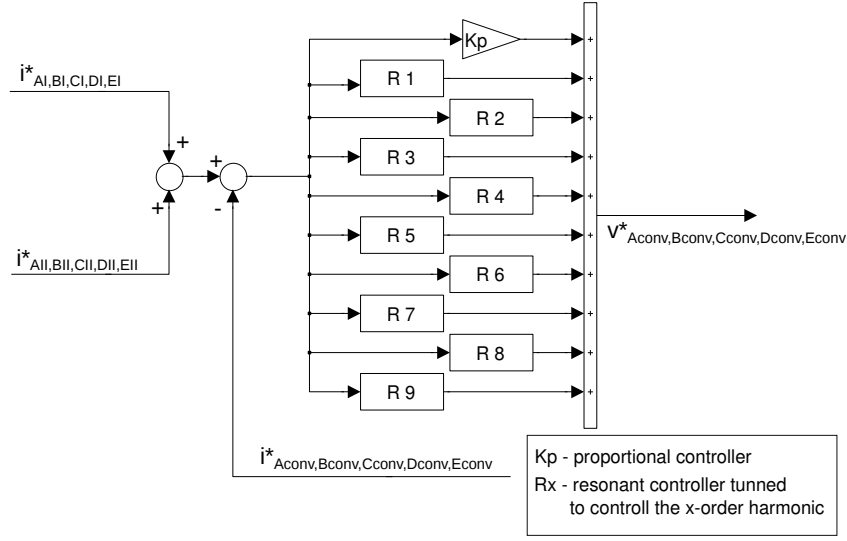 Kp
i*AI,BI,CI,DI,EI
R 1
R 2
+
R 3
+
-
R 4
+
R 5
v*Aconv,Bconv,Cconv,Dconv,Econv
i*AII,BII,CII,DII,EII
R 6
R 7
R 8
R 9
+
+
+
+
+
+
+
+
+
+
i*Aconv,Bconv,Cconv,Dconv,Econv
Kp - proportional controller
Rx - resonant controller tunned
to controll the x-order harmonic